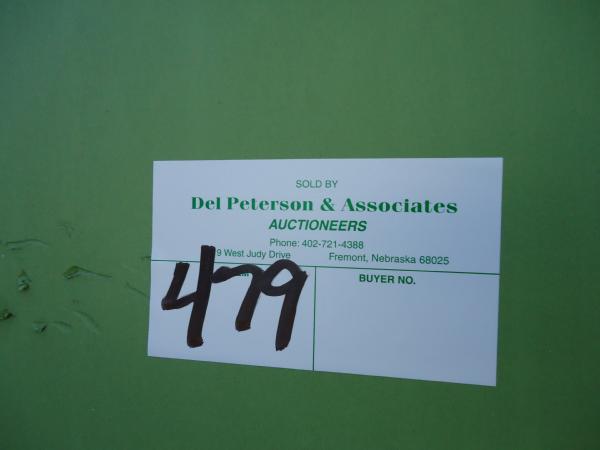 SOLD BY
Del Peterson & Associates
AUCTIONEERS
Phone: 402-721-4388
9 West Judy Drive Fremont, Nebraska 68025
BUYER NO.
479